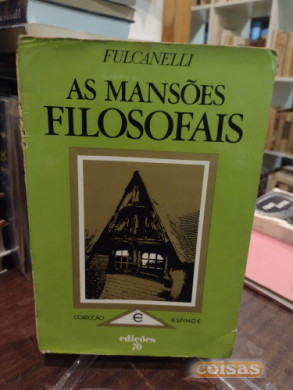 FULCANELLI
AS MANSÕES
FILOSOFAIS
COLECÇÃO e ESFINGE
edições
70
coisas